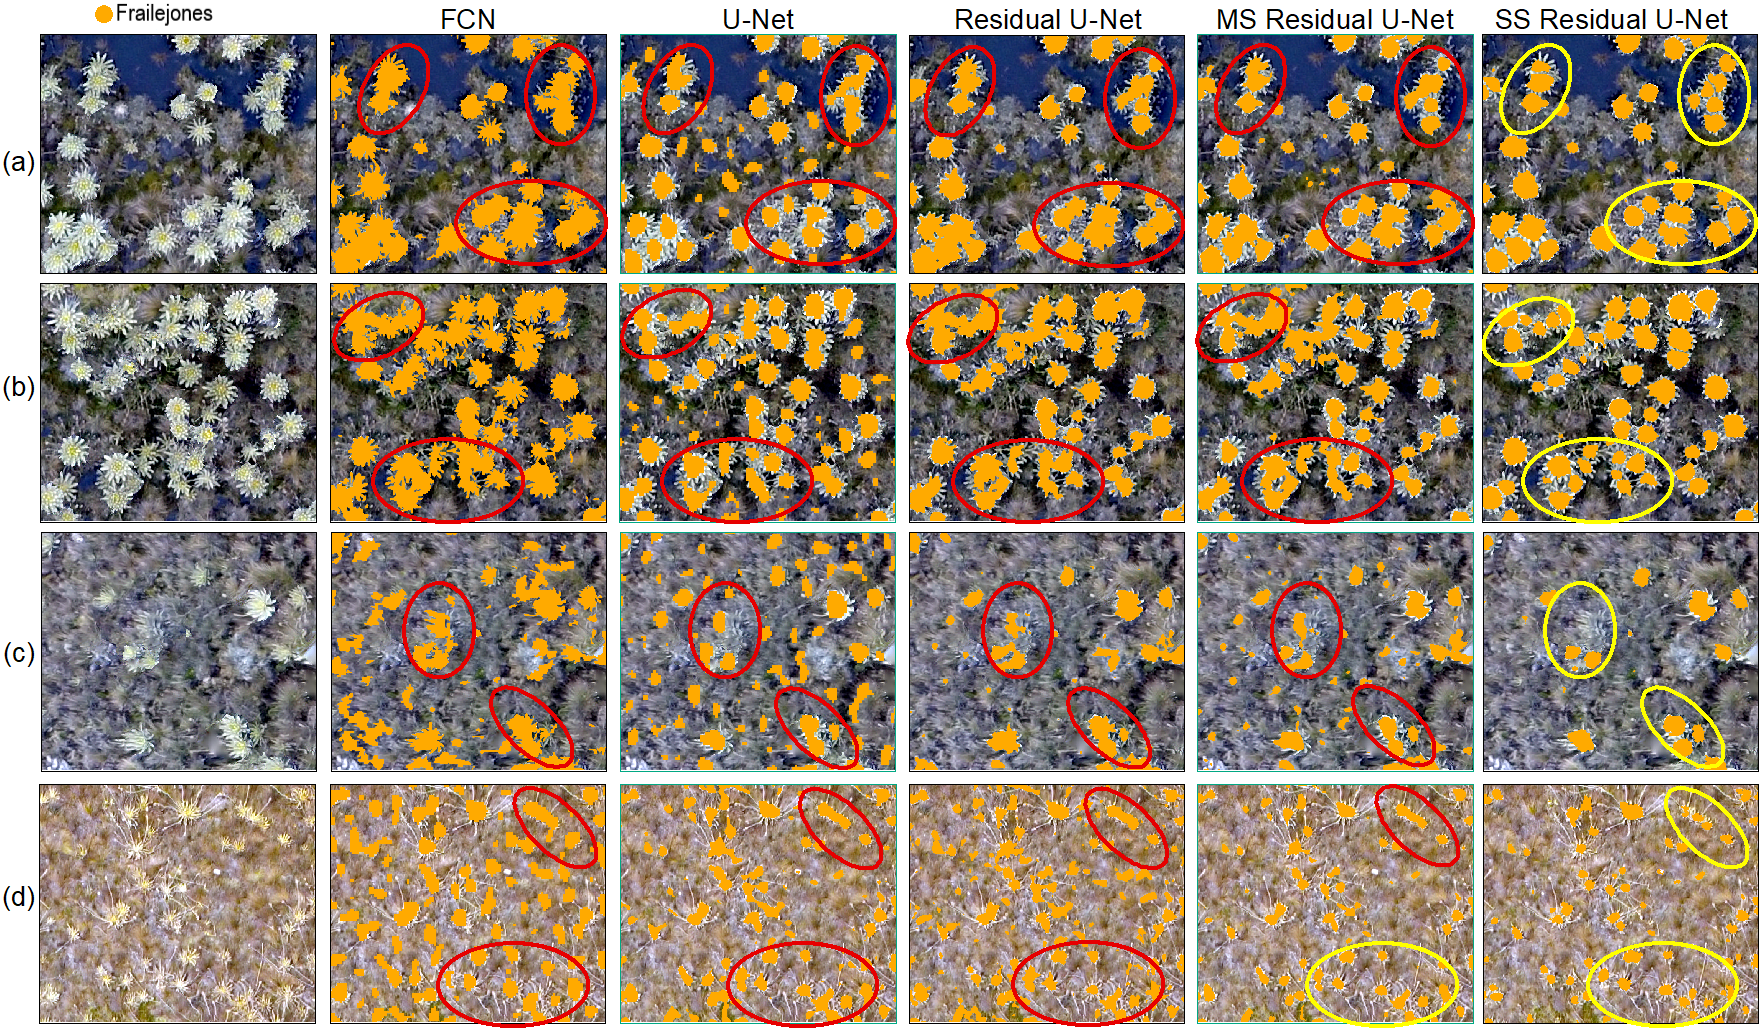 Frailejones
FCN
U-Net
Residual U-Net
MS Residual U-Net
SS Residual U-Net
(a)
(b)
(c)
(d)